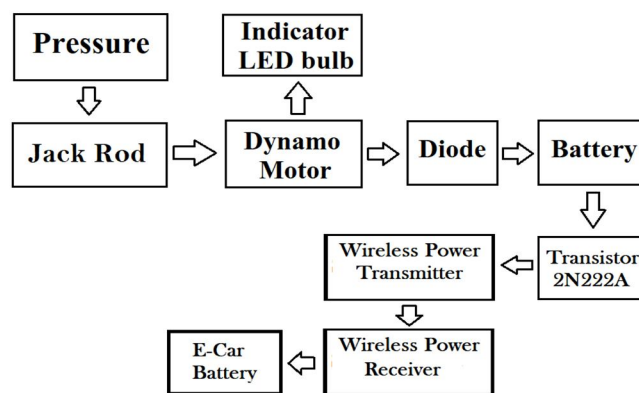 Pressure
Indicator
LED bulb
Jack Rod
Dynamo
Motor
Diode
Battery
Transistor
2N222A
Wireless Power
Transmitter
Wireless Power
Receiver
E-Car
Battery